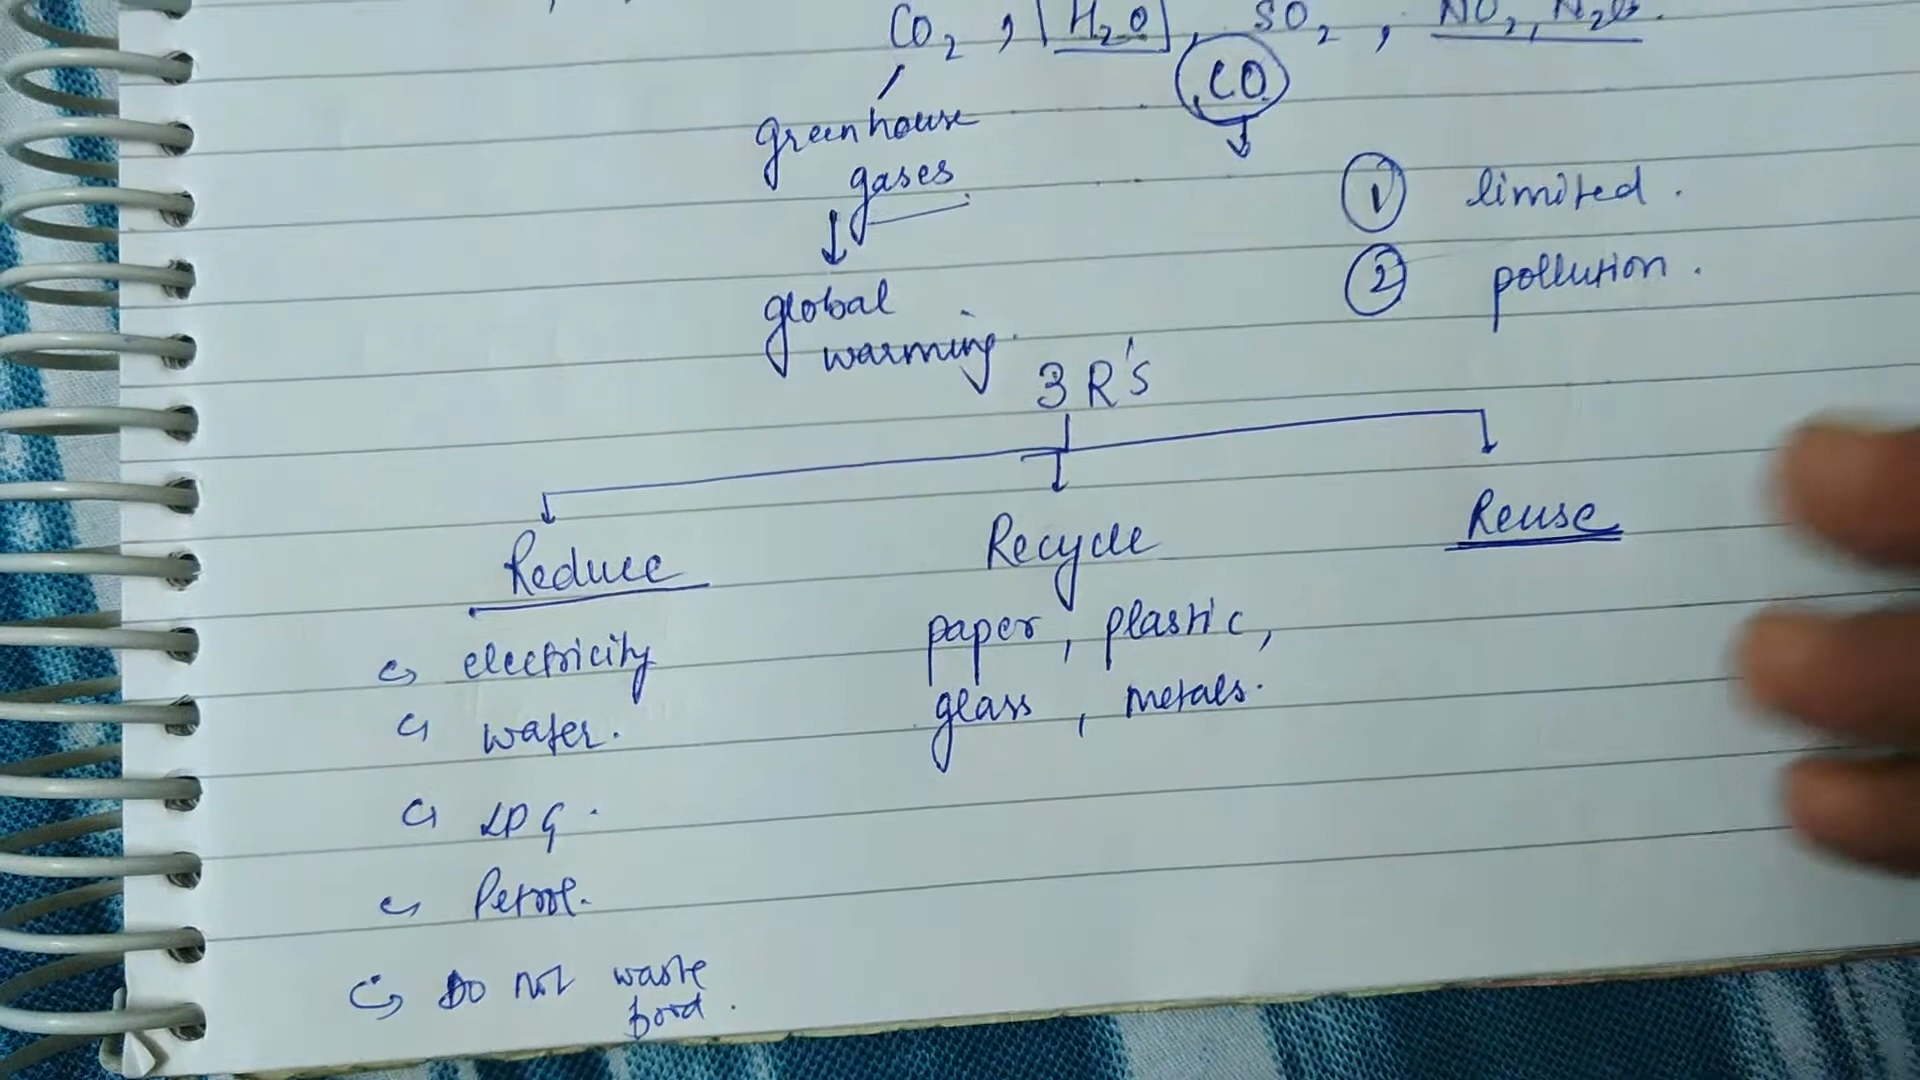 CO2, [H2O], SO2, NO2, N2O.
CO
greenhouse
gases
① limited.
② pollution.
global
warming.
3 R's
Reduce Recycle Reuse
electricity paper, plastic,
water. glass, metals.
LPG.
Petrol.
Do not waste
food.